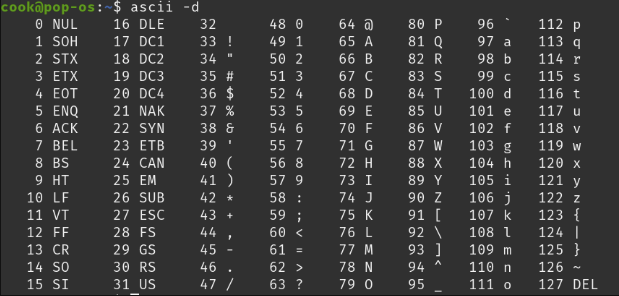 cook@pop-os:~$ ascii -d
0 NUL 16 DLE 32 48 0 64 @ 80 P 96 ` 112 p
1 SOH 17 DC1 33 ! 49 1 65 A 81 Q 97 a 113 q
2 STX 18 DC2 34 " 50 2 66 B 82 R 98 b 114 r
3 ETX 19 DC3 35 # 51 3 67 C 83 S 99 c 115 s
4 EOT 20 DC4 36 $ 52 4 68 D 84 T 100 d 116 t
5 ENQ 21 NAK 37 % 53 5 69 E 85 U 101 e 117 u
6 ACK 22 SYN 38 & 54 6 70 F 86 V 102 f 118 v
7 BEL 23 ETB 39 ' 55 7 71 G 87 W 103 g 119 w
8 BS 24 CAN 40 ( 56 8 72 H 88 X 104 h 120 x
9 HT 25 EM 41 ) 57 9 73 I 89 Y 105 i 121 y
10 LF 26 SUB 42 * 58 : 74 J 90 Z 106 j 122 z
11 VT 27 ESC 43 + 59 ; 75 K 91 [ 107 k 123 {
12 FF 28 FS 44 , 60 < 76 L 92 \ 108 l 124 |
13 CR 29 GS 45 - 61 = 77 M 93 ] 109 m 125 }
14 SO 30 RS 46 . 62 > 78 N 94 ^ 110 n 126 ~
15 SI 31 US 47 / 63 ? 79 O 95 _ 111 o 127 DEL